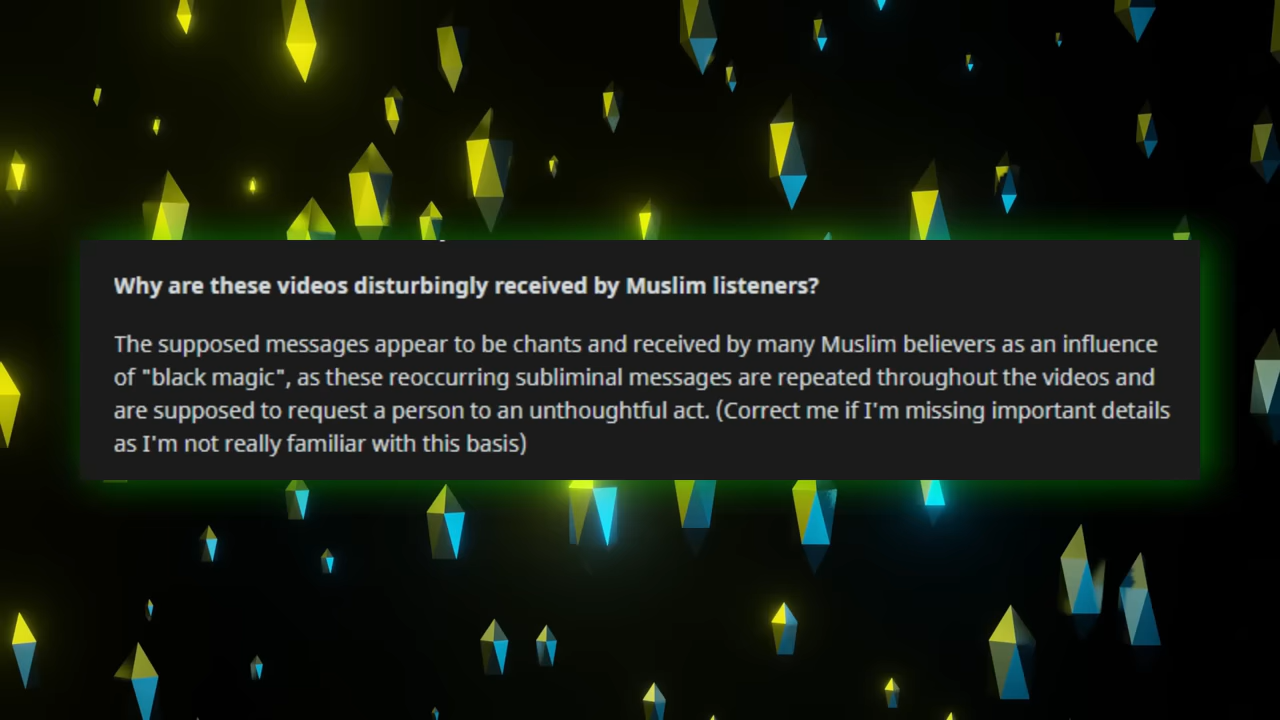 Why are these videos disturbingly received by Muslim listeners?
The supposed messages appear to be chants and received by many Muslim believers as an influence
of "black magic", as these reoccurring subliminal messages are repeated throughout the videos and
are supposed to request a person to an unthoughtful act. (Correct me if I'm missing important details
as I'm not really familiar with this basis)